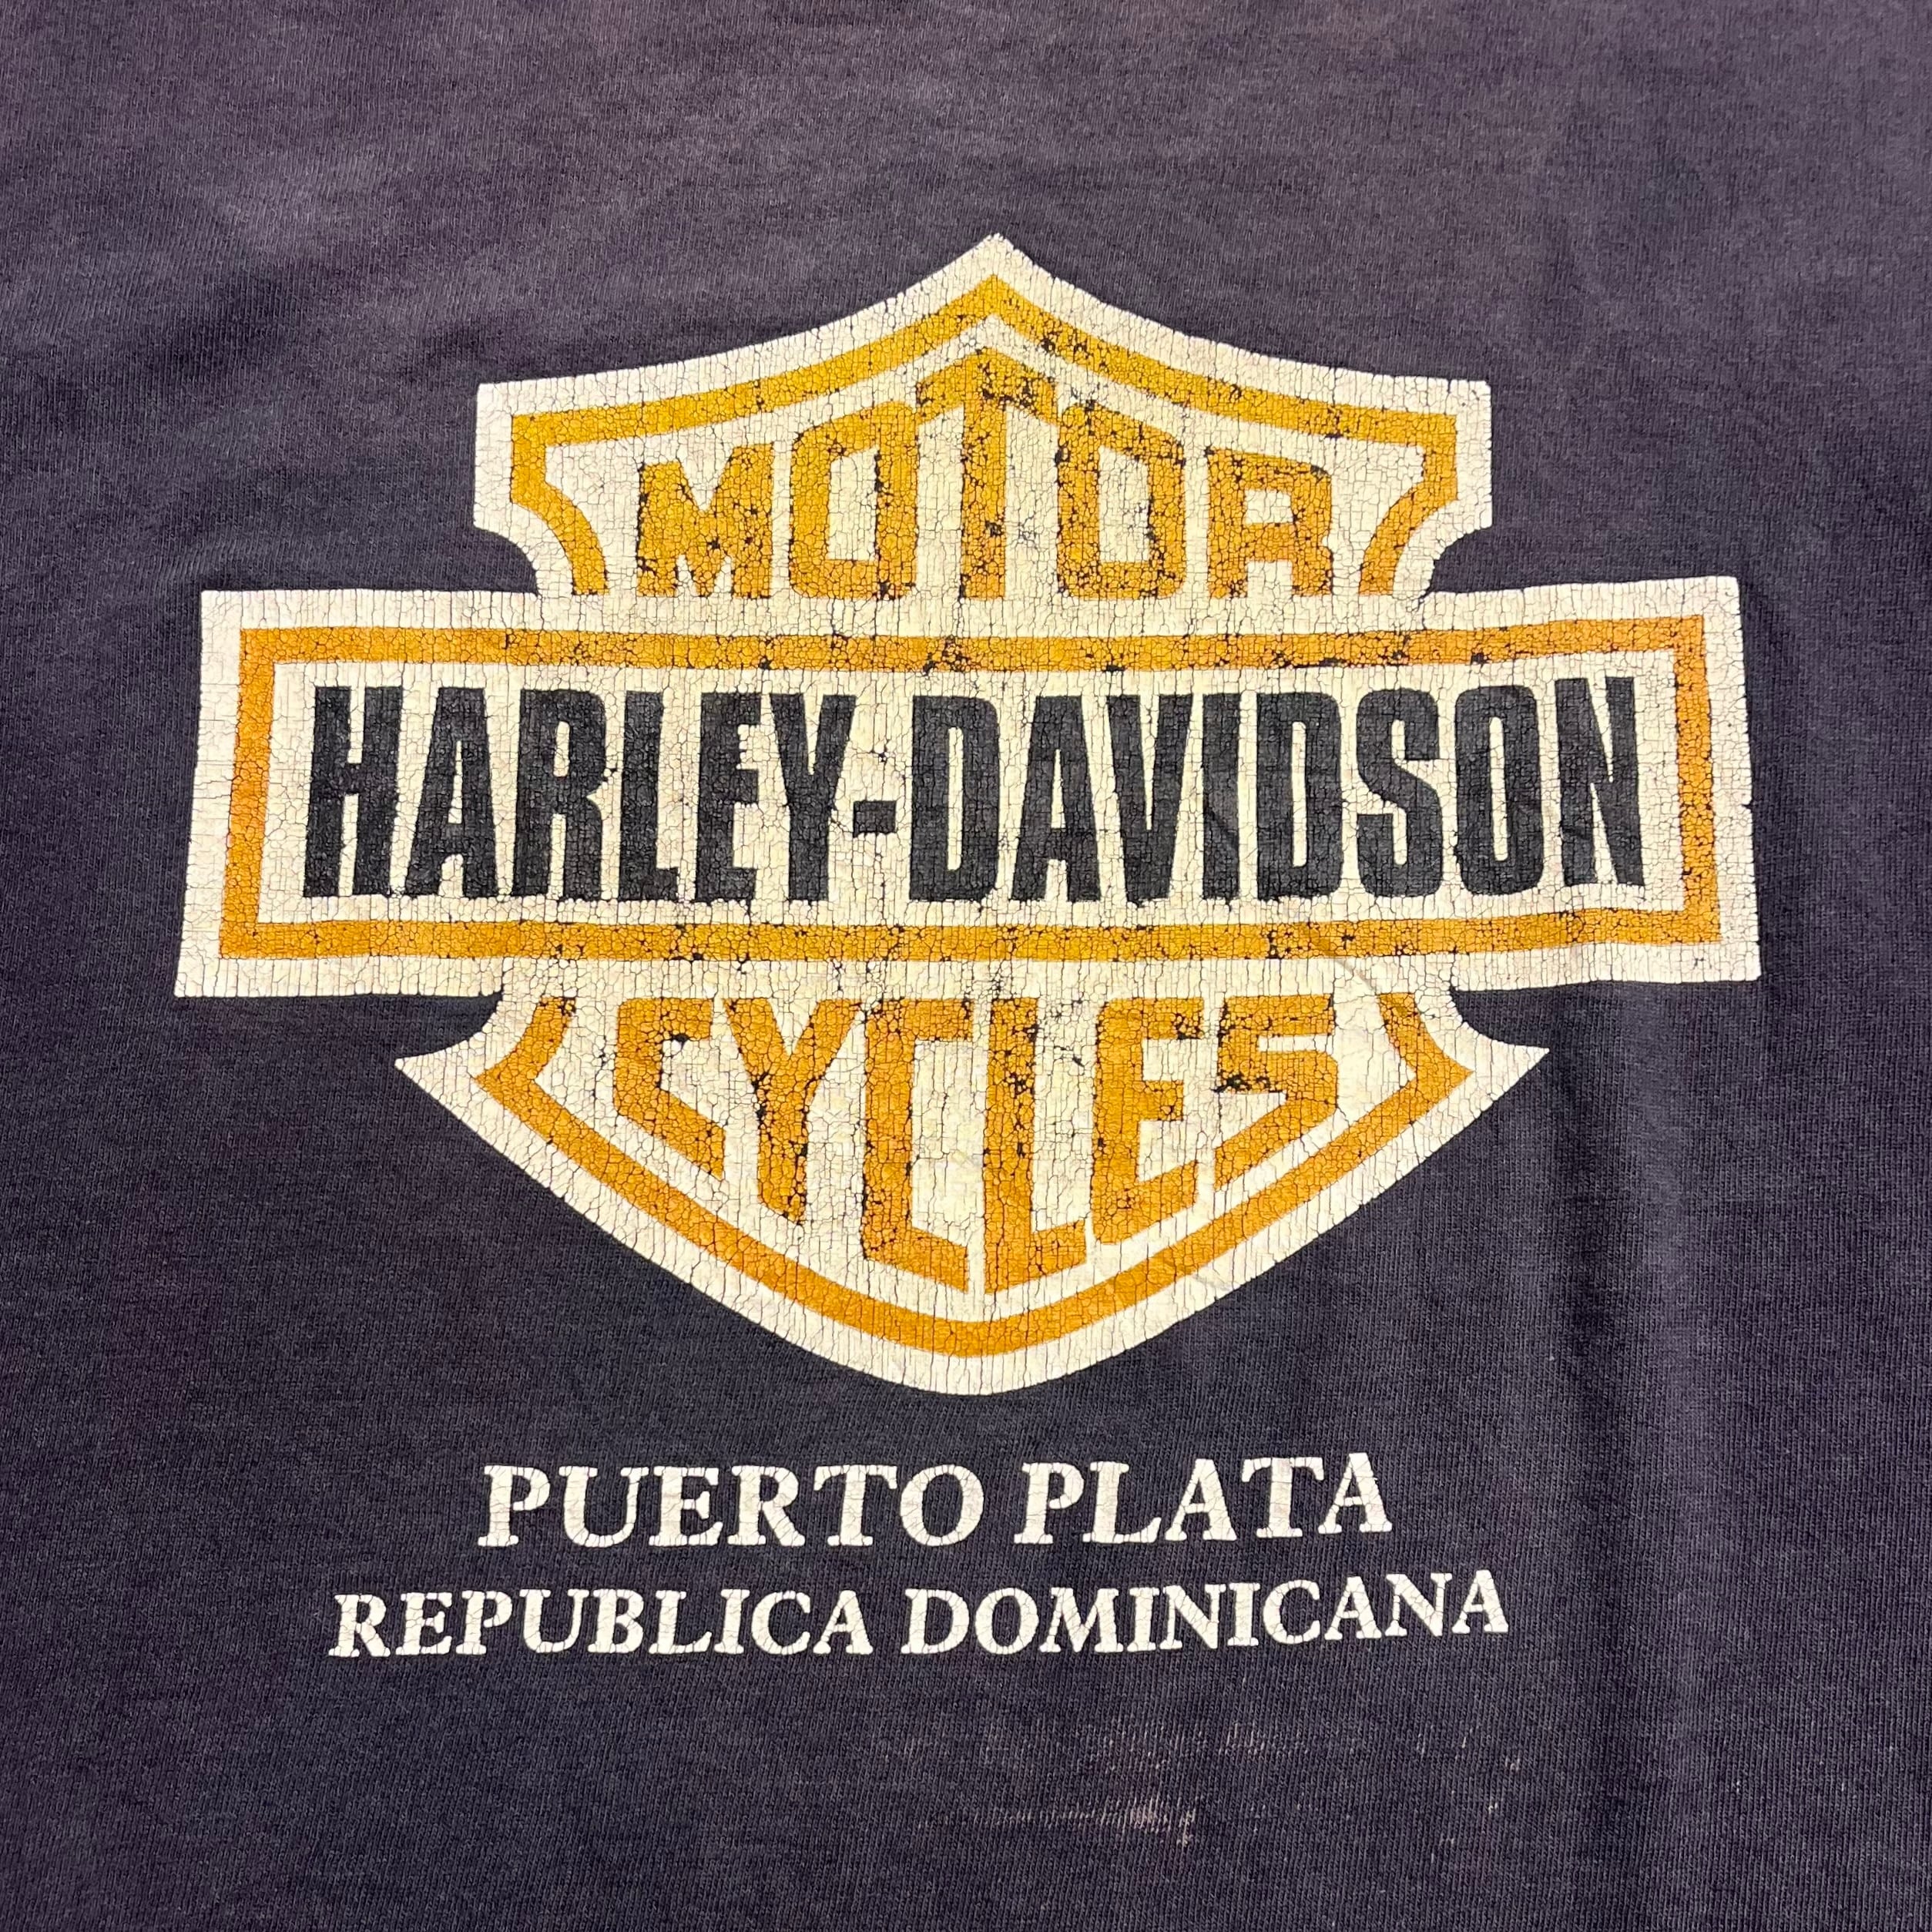 MOTOR
HARLEY-DAVIDSON
CYCLES
PUERTO PLATA
REPUBLICA DOMINICANA